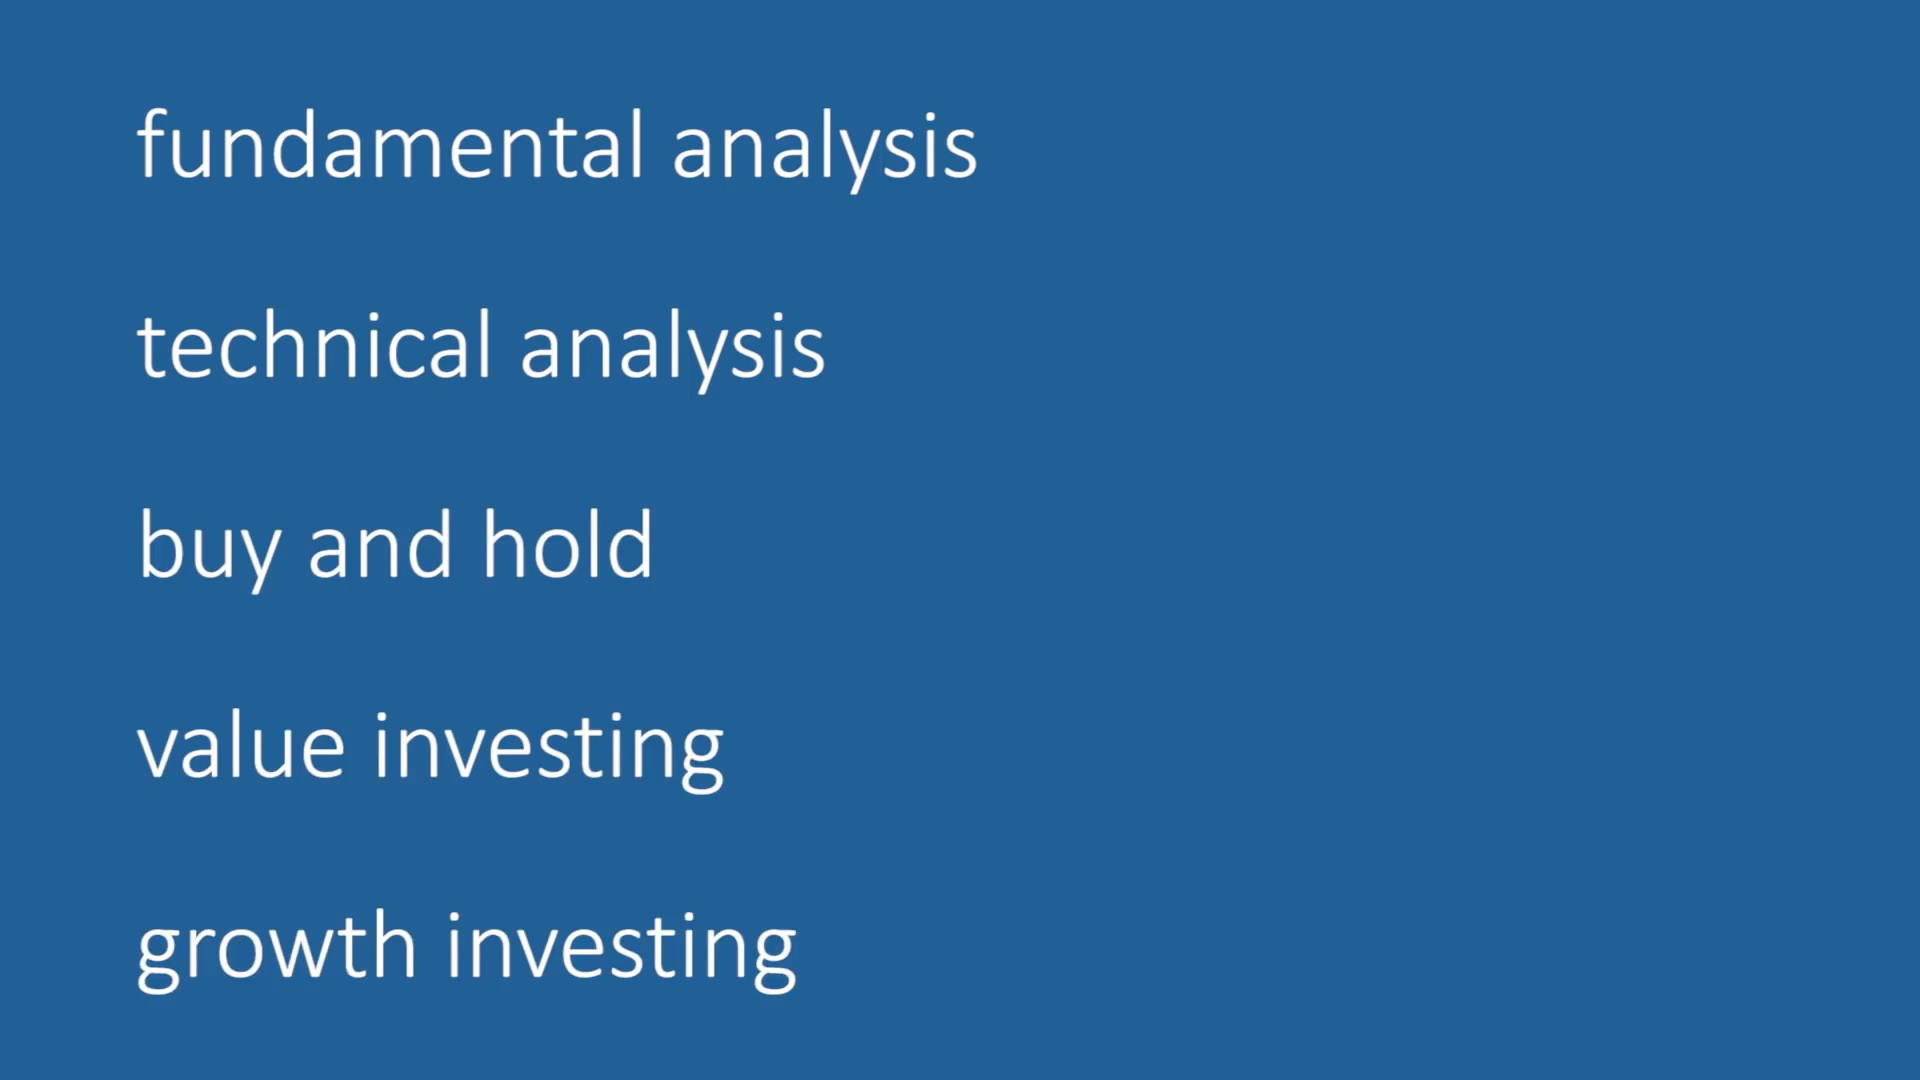 fundamental analysis
technical analysis
buy and hold
value investing
growth investing